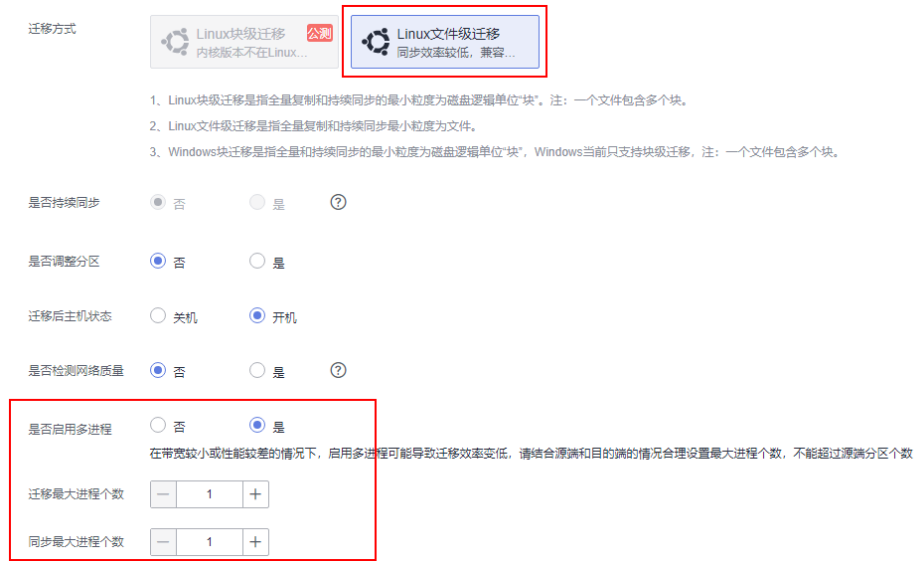 迁移方式
Linux块级迁移 公测
内核版本不在Linux...
Linux文件级迁移
同步效率较低，兼容...
1、Linux块级迁移是指全量复制和持续同步的最小粒度为磁盘逻辑单位“块”。注：一个文件包含多个块。
2、Linux文件级迁移是指全量复制和持续同步最小粒度为文件。
3、Windows块迁移是指全量和持续同步的最小粒度为磁盘逻辑单位“块”，Windows当前只支持块级迁移，注：一个文件包含多个块。
是否持续同步 否 是 ?
是否调整分区 否 是
迁移后主机状态 关机 开机
是否检测网络质量 否 是 ?
是否启用多进程 否 是
在带宽较小或性能较差的情况下，启用多进程可能导致迁移效率变低，请结合源端和目的端的情况合理设置最大进程个数，不能超过源端分区个数
迁移最大进程个数 — 1 +
同步最大进程个数 — 1 +